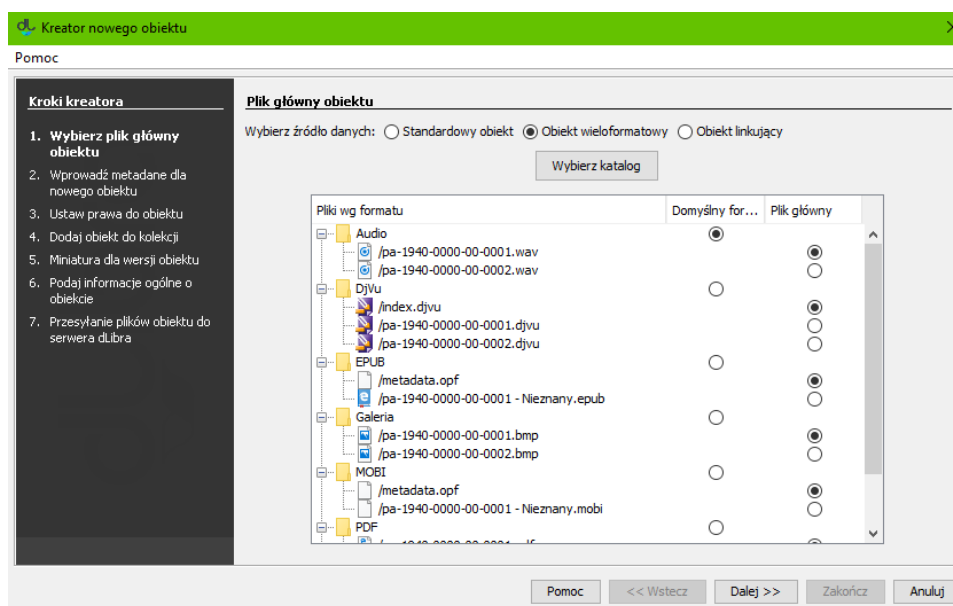 Kreator nowego obiektu
Pomoc
Kroki kreatora
1. Wybierz plik główny
obiektu
2. Wprowadź metadane dla
nowego obiektu
3. Ustaw prawa do obiektu
4. Dodaj obiekt do kolekcji
5. Miniatura dla wersji obiektu
6. Podaj informacje ogólne o
obiekcie
7. Przesyłanie plików obiektu do
serwera dLibra
Plik główny obiektu
Wybierz źródło danych: Standardowy obiekt Obiekt wieloformatowy Obiekt linkujący
Wybierz katalog
Pliki wg formatu Domyślny for... Plik główny
Audio
/pa-1940-0000-00-0001.wav
/pa-1940-0000-00-0002.wav
DjVu
/index.djvu
/pa-1940-0000-00-0001.djvu
/pa-1940-0000-00-0002.djvu
EPUB
/metadata.opf
/pa-1940-0000-00-0001 - Nieznany.epub
Galeria
/pa-1940-0000-00-0001.bmp
/pa-1940-0000-00-0002.bmp
MOBI
/metadata.opf
/pa-1940-0000-00-0001 - Nieznany.mobi
PDF
Pomoc << Wstecz Dalej >> Zakończ Anuluj